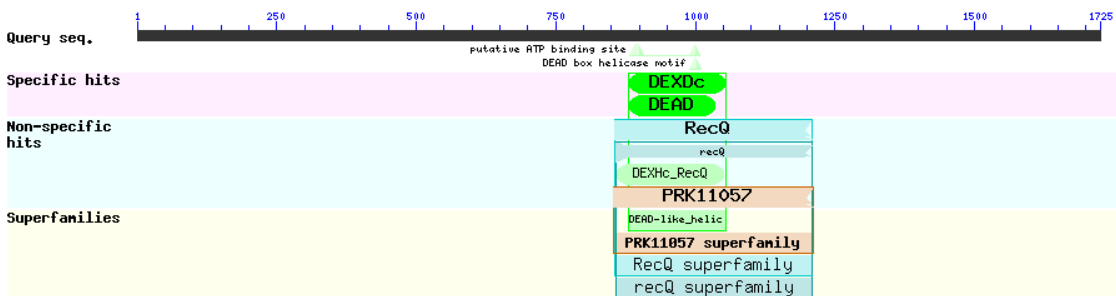 1 250 500 750 1000 1250 1500 1725
Query seq.
putative ATP binding site
DEAD box helicase motif
Specific hits
DEXDc
DEAD
Non-specific
hits
RecQ
recQ
DEXHc_RecQ
PRK11057
Superfamilies
DEAD-like_helic
PRK11057 superfamily
RecQ superfamily
recQ superfamily